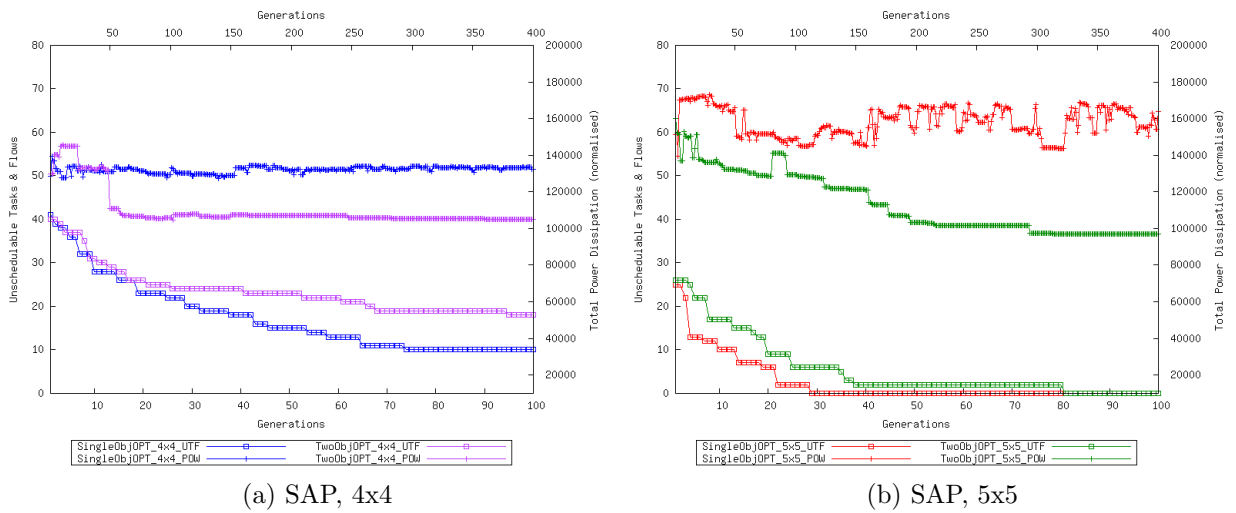 Generations
50 100 150 200 250 300 350 400
80
70
60
50
40
30
20
10
0
Unschedulable Tasks & Flows
200000
180000
160000
140000
120000
100000
80000
60000
40000
20000
Total Power Dissipation (normalised)
10 20 30 40 50 60 70 80 90 100
Generations
SingleObjOPT_4x4_UTF TwoObjOPT_4x4_UTF
SingleObjOPT_4x4_POW TwoObjOPT_4x4_POW
(a) SAP, 4x4
Generations
50 100 150 200 250 300 350 400
80
70
60
50
40
30
20
10
0
Unschedulable Tasks & Flows
200000
180000
160000
140000
120000
100000
80000
60000
40000
20000
Total Power Dissipation (normalised)
10 20 30 40 50 60 70 80 90 100
Generations
SingleObjOPT_5x5_UTF TwoObjOPT_5x5_UTF
SingleObjOPT_5x5_POW TwoObjOPT_5x5_POW
(b) SAP, 5x5